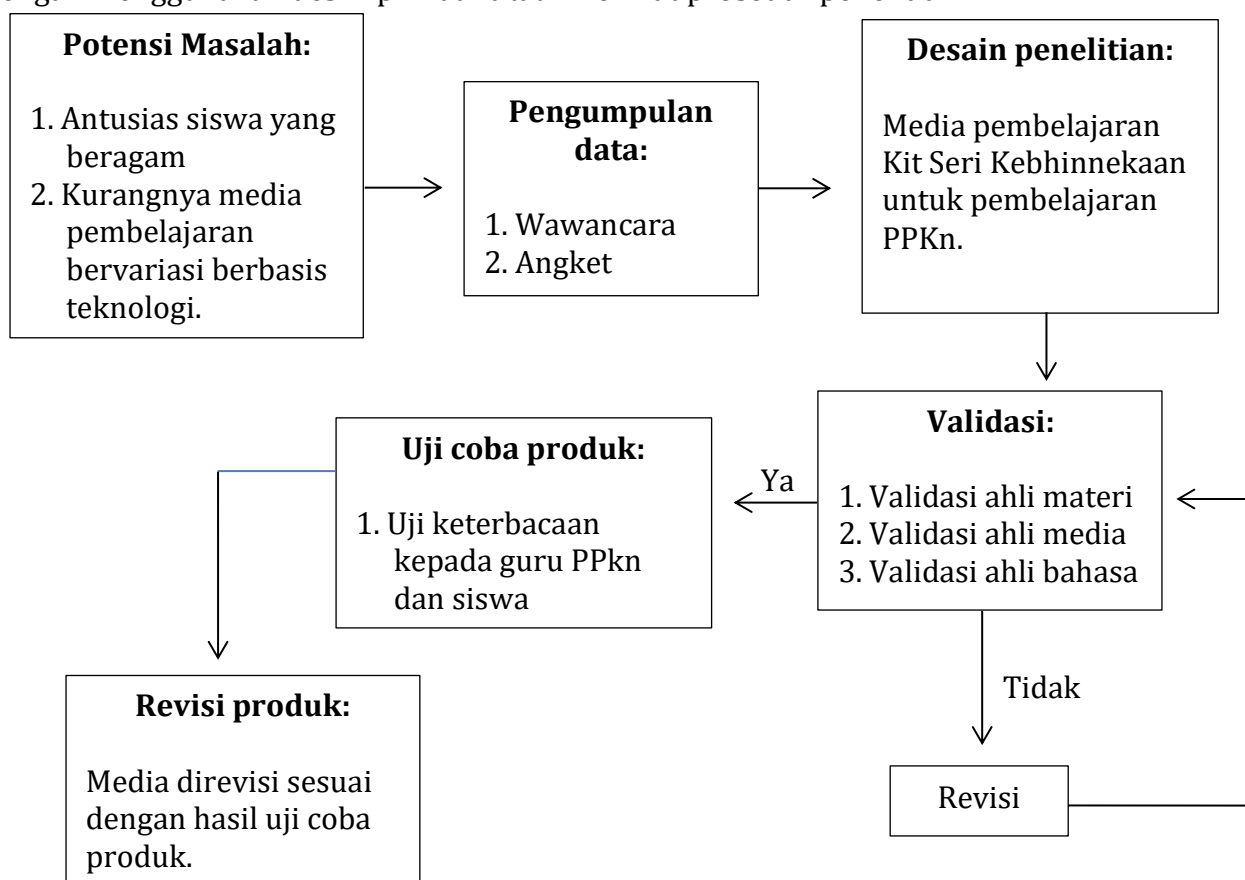 Potensi Masalah:
1. Antusias siswa yang
beragam
2. Kurangnya media
pembelajaran
bervariasi berbasis
teknologi.
Pengumpulan
data:
1. Wawancara
2. Angket
Desain penelitian:
Media pembelajaran
Kit Seri Kebhinnekaan
untuk pembelajaran
PPKn.
Validasi:
1. Validasi ahli materi
2. Validasi ahli media
3. Validasi ahli bahasa
Ya
Uji coba produk:
1. Uji keterbacaan
kepada guru PPkn
dan siswa
Tidak
Revisi
Revisi produk:
Media direvisi sesuai
dengan hasil uji coba
produk.